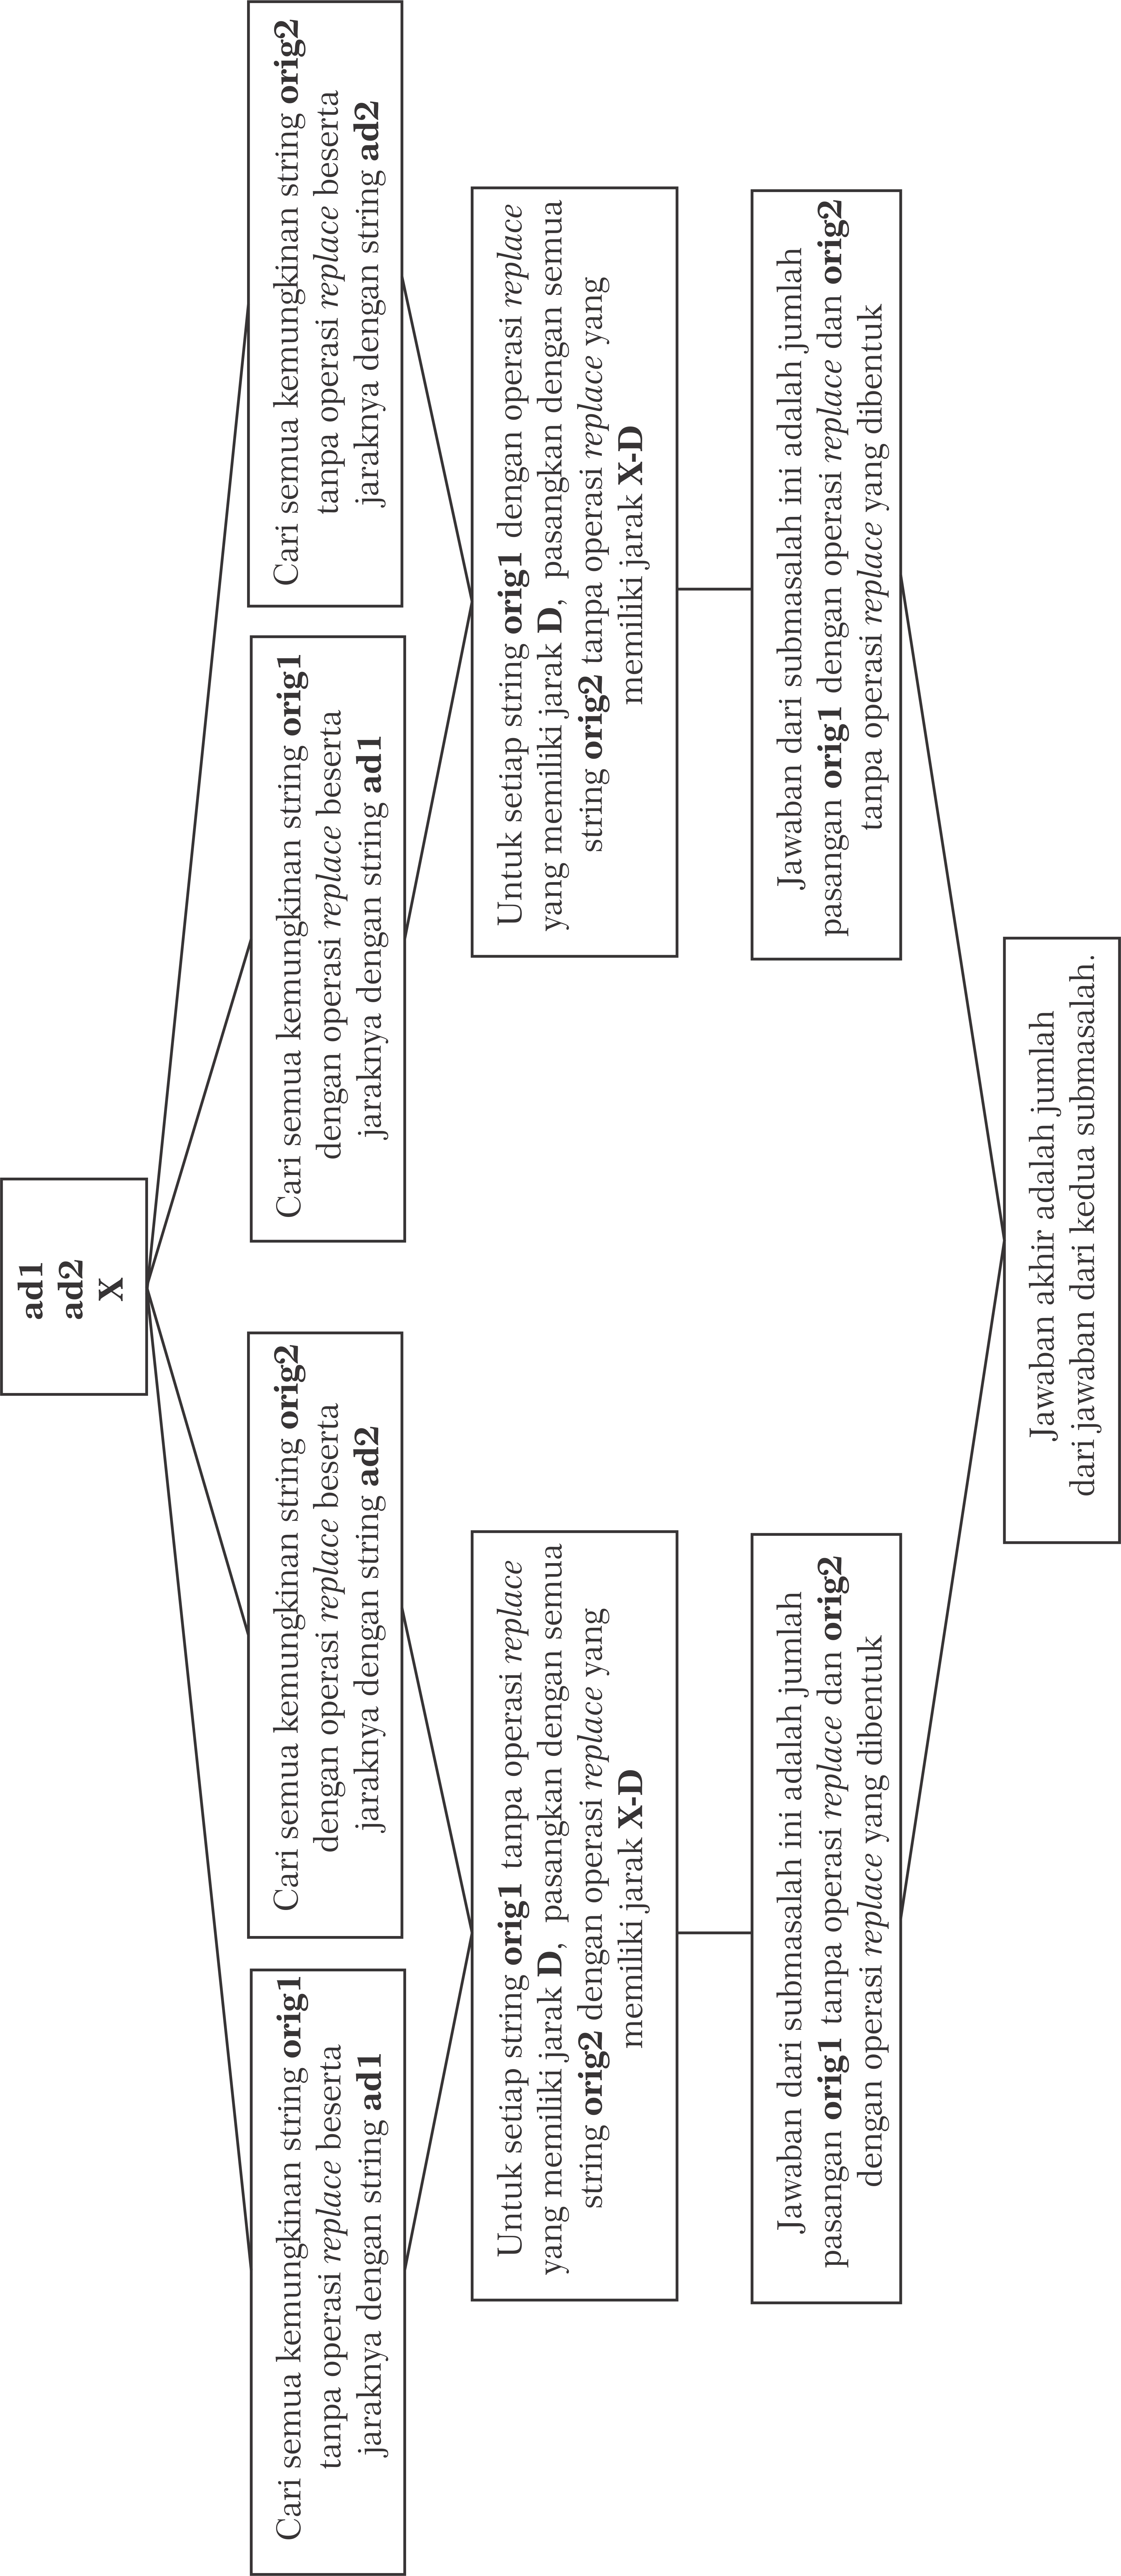 ad1
ad2
X
Cari semua kemungkinan string orig1
tanpa operasi replace beserta
jaraknya dengan string ad1
Cari semua kemungkinan string orig2
dengan operasi replace beserta
jaraknya dengan string ad2
Cari semua kemungkinan string orig1
dengan operasi replace beserta
jaraknya dengan string ad1
Cari semua kemungkinan string orig2
tanpa operasi replace beserta
jaraknya dengan string ad2
Untuk setiap string orig1 tanpa operasi replace
yang memiliki jarak D, pasangkan dengan semua
string orig2 dengan operasi replace yang
memiliki jarak X-D
Untuk setiap string orig1 dengan operasi replace
yang memiliki jarak D, pasangkan dengan semua
string orig2 tanpa operasi replace yang
memiliki jarak X-D
Jawaban dari submasalah ini adalah jumlah
pasangan orig1 tanpa operasi replace dan orig2
dengan operasi replace yang dibentuk
Jawaban dari submasalah ini adalah jumlah
pasangan orig1 dengan operasi replace dan orig2
tanpa operasi replace yang dibentuk
Jawaban akhir adalah jumlah
dari jawaban dari kedua submasalah.